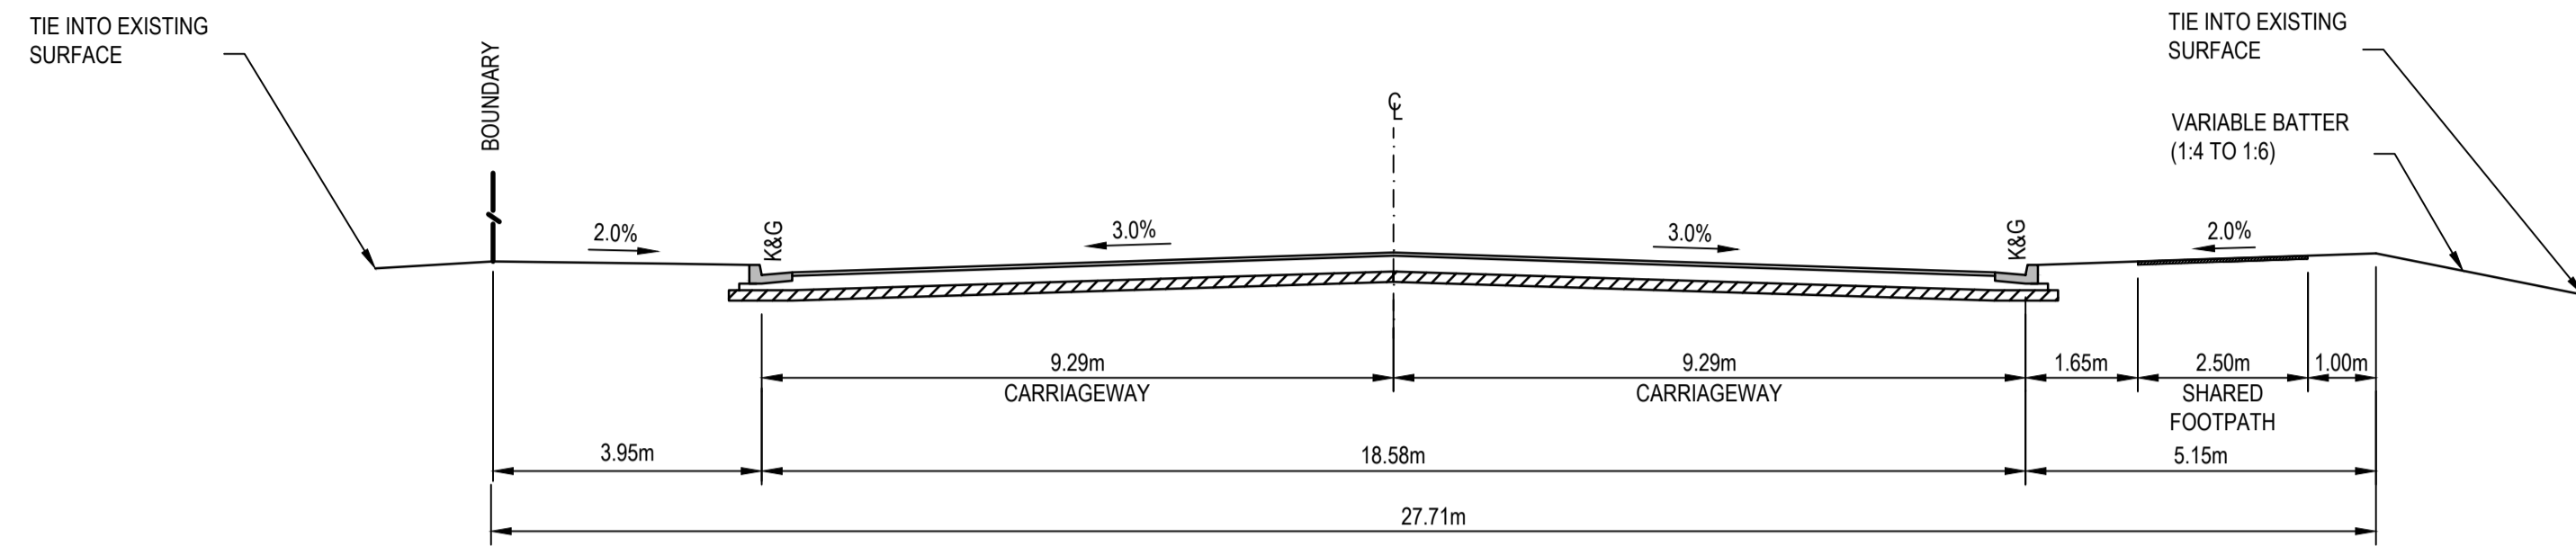 TIE INTO EXISTING
SURFACE
BOUNDARY
TIE INTO EXISTING
SURFACE
℄
VARIABLE BATTER
(1:4 TO 1:6)
2.0%
K&G
3.0%
3.0%
K&G
2.0%
9.29m
CARRIAGEWAY
9.29m
CARRIAGEWAY
1.65m
2.50m
SHARED
FOOTPATH
1.00m
3.95m
18.58m
5.15m
27.71m